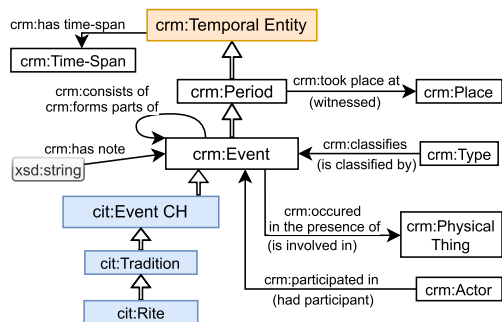 crm:Temporal Entity
crm:has time-span
crm:Time-Span
crm:consists of
crm:forms parts of
crm:Period
crm:took place at
(witnessed)
crm:Place
crm:has note
xsd:string
crm:Event
crm:classifies
(is classified by)
crm:Type
cit:Event CH
crm:occured
in the presence of
(is involved in)
crm:Physical
Thing
cit:Tradition
crm:participated in
(had participant)
crm:Actor
cit:Rite